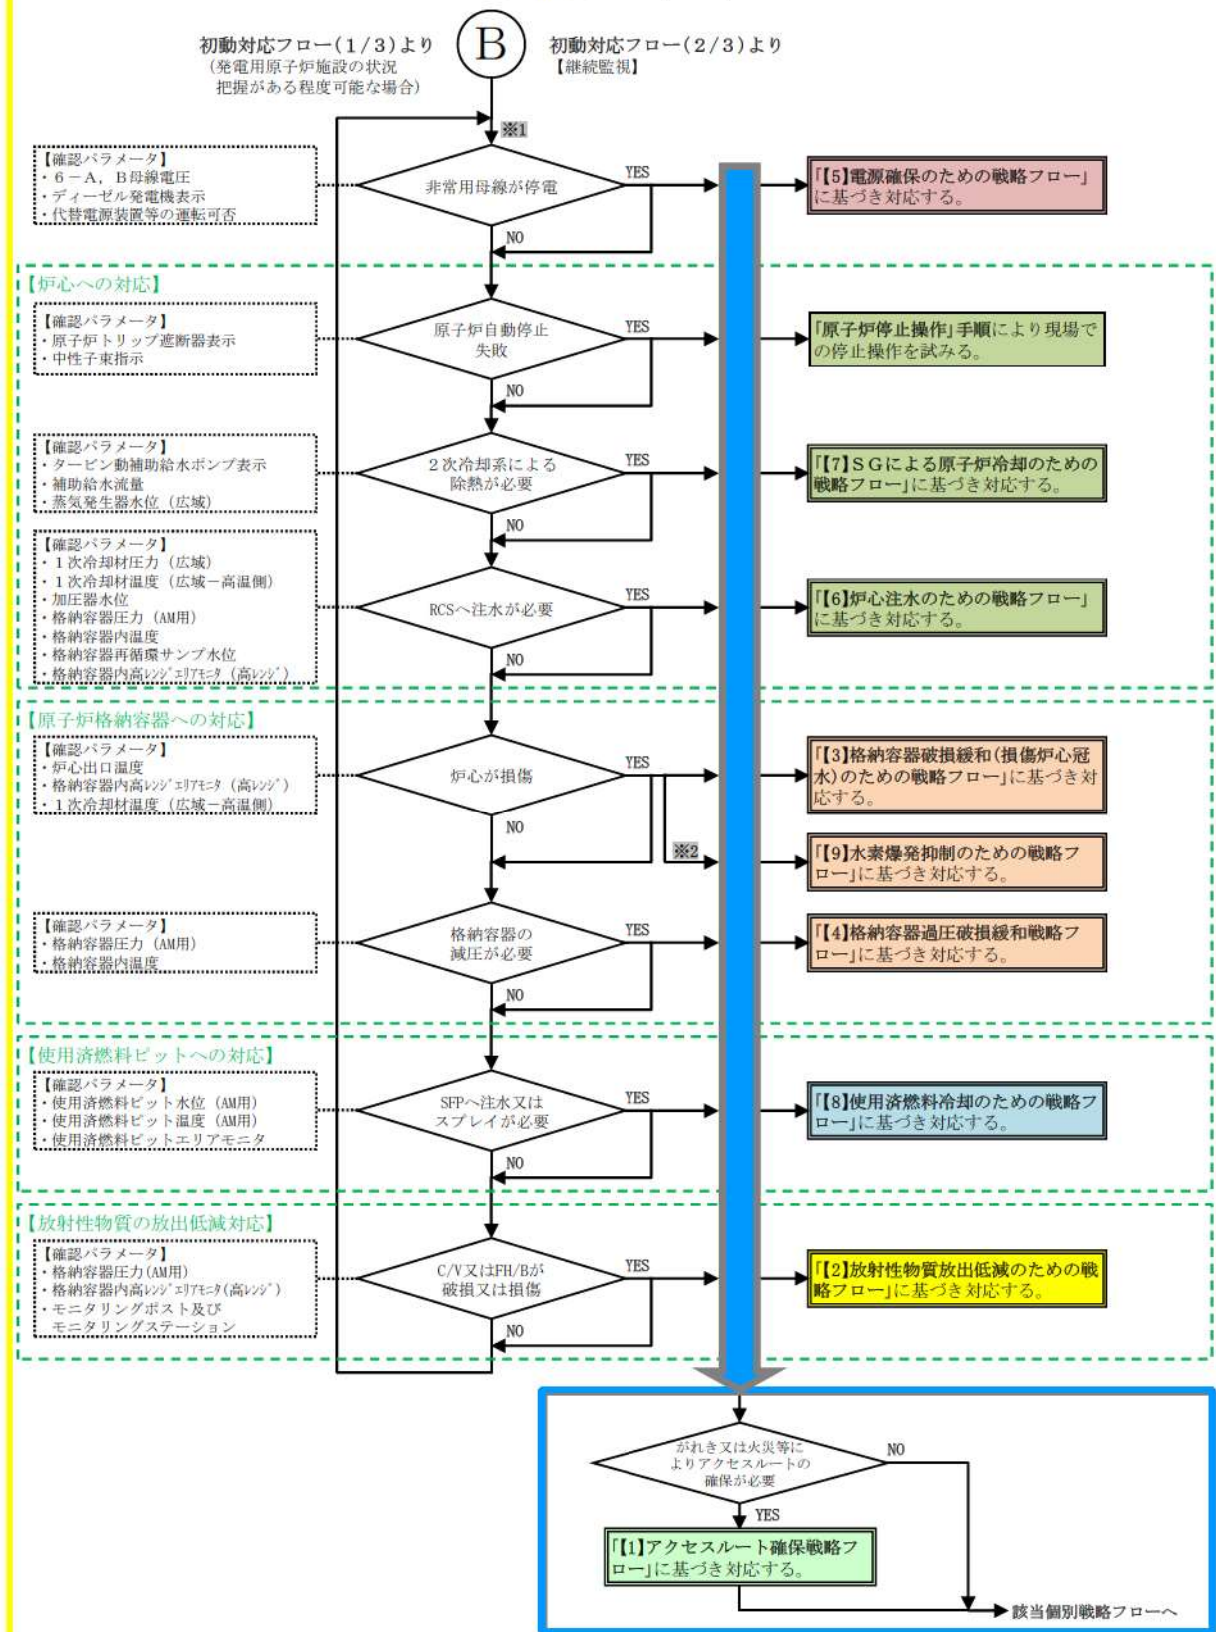 初動対応フロー(1/3)より
(発電用原子炉施設の状況
把握がある程度可能な場合)
B
初動対応フロー(2/3)より
【継続監視】
※1
【確認パラメータ】
・6-A，B母線電圧
・ディーゼル発電機表示
・代替電源装置等の運転可否
非常用母線が停電
YES
NO
「【5】電源確保のための戦略フロー」
に基づき対応する。
【炉心への対応】
【確認パラメータ】
・原子炉トリップ遮断器表示
・中性子束指示
原子炉自動停止
失敗
YES
NO
「原子炉停止操作」手順により現場で
の停止操作を試みる。
【確認パラメータ】
・タービン動補助給水ポンプ表示
・補助給水流量
・蒸気発生器水位（広域）
２次冷却系による
除熱が必要
YES
NO
「【7】ＳＧによる原子炉冷却のための
戦略フロー」に基づき対応する。
【確認パラメータ】
・１次冷却材圧力（広域）
・１次冷却材温度（広域－高温側）
・加圧器水位
・格納容器圧力（AM用）
・格納容器内温度
・格納容器再循環サンプ水位
・格納容器内高ﾚﾝｼﾞｴﾘｱﾓﾆﾀ（高ﾚﾝｼﾞ）
RCSへ注水が必要
YES
NO
「【6】炉心注水のための戦略フロー」
に基づき対応する。
【原子炉格納容器への対応】
【確認パラメータ】
・炉心出口温度
・格納容器内高ﾚﾝｼﾞｴﾘｱﾓﾆﾀ（高ﾚﾝｼﾞ）
・１次冷却材温度（広域－高温側）
炉心が損傷
YES
NO
「【3】格納容器破損緩和(損傷炉心冠
水)のための戦略フロー」に基づき対
応する。
※2
「【9】水素爆発抑制のための戦略フ
ロー」に基づき対応する。
【確認パラメータ】
・格納容器圧力（AM用）
・格納容器内温度
格納容器の
減圧が必要
YES
NO
「【4】格納容器過圧破損緩和戦略フ
ロー」に基づき対応する。
【使用済燃料ピットへの対応】
【確認パラメータ】
・使用済燃料ピット水位（AM用）
・使用済燃料ピット温度（AM用）
・使用済燃料ピットエリアモニタ
SFPへ注水又は
スプレイが必要
YES
NO
「【8】使用済燃料冷却のための戦略フ
ロー」に基づき対応する。
【放射性物質の放出低減対応】
【確認パラメータ】
・格納容器圧力(AM用)
・格納容器内高ﾚﾝｼﾞｴﾘｱﾓﾆﾀ(高ﾚﾝｼﾞ)
・モニタリングポスト及び
モニタリングステーション
C/V又はFH/Bが
破損又は損傷
YES
NO
「【2】放射性物質放出低減のための戦
略フロー」に基づき対応する。
がれき又は火災等に
よりアクセスルートの
確保が必要
NO
YES
「【1】アクセスルート確保戦略フ
ロー」に基づき対応する。
該当個別戦略フローへ